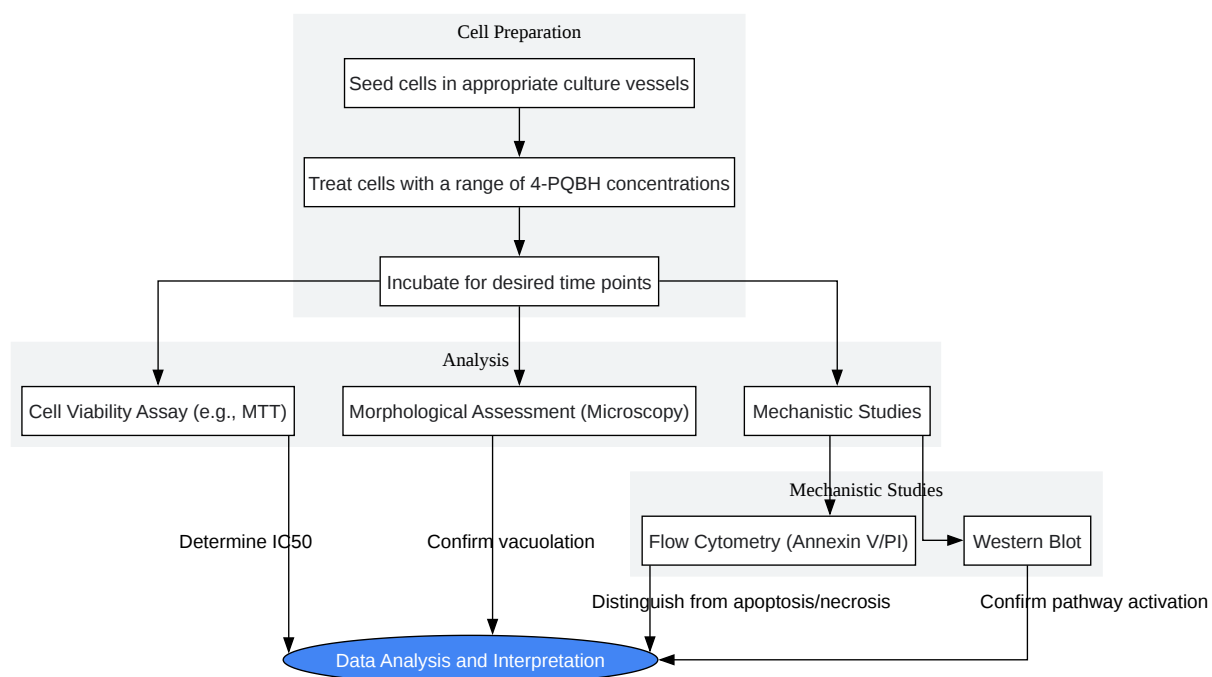 Cell Preparation
Seed cells in appropriate culture vessels
Treat cells with a range of 4-PQBH concentrations
Incubate for desired time points
Analysis
Cell Viability Assay (e.g., MTT)
Morphological Assessment (Microscopy)
Mechanistic Studies
Mechanistic Studies
Flow Cytometry (Annexin V/PI)
Western Blot
Determine IC50
Confirm vacuolation
Distinguish from apoptosis/necrosis
Confirm pathway activation
Data Analysis and Interpretation